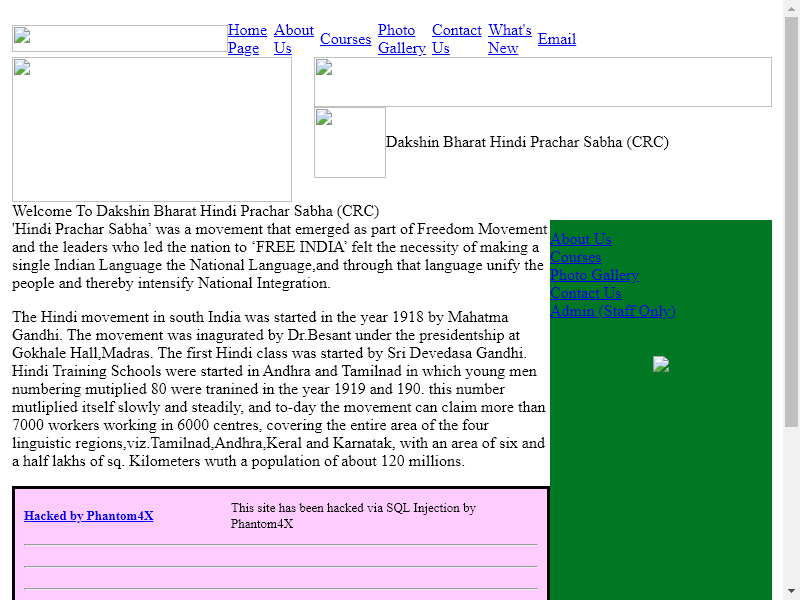 Home Page
About Us
Courses
Photo Gallery
Contact Us
What's New
Email
Dakshin Bharat Hindi Prachar Sabha (CRC)
Welcome To Dakshin Bharat Hindi Prachar Sabha (CRC)
'Hindi Prachar Sabha’ was a movement that emerged as part of Freedom Movement
and the leaders who led the nation to ‘FREE INDIA’ felt the necessity of making a
single Indian Language the National Language,and through that language unify the
people and thereby intensify National Integration.
The Hindi movement in south India was started in the year 1918 by Mahatma
Gandhi. The movement was inagurated by Dr.Besant under the presidentship at
Gokhale Hall,Madras. The first Hindi class was started by Sri Devedasa Gandhi.
Hindi Training Schools were started in Andhra and Tamilnad in which young men
numbering mutiplied 80 were tranined in the year 1919 and 190. this number
mutliplied itself slowly and steadily, and to-day the movement can claim more than
7000 workers working in 6000 centres, covering the entire area of the four
linguistic regions,viz.Tamilnad,Andhra,Keral and Karnatak, with an area of six and
a half lakhs of sq. Kilometers wuth a population of about 120 millions.
About Us
Courses
Photo Gallery
Contact Us
Admin (Staff Only)
Hacked by Phantom4X
This site has been hacked via SQL Injection by
Phantom4X